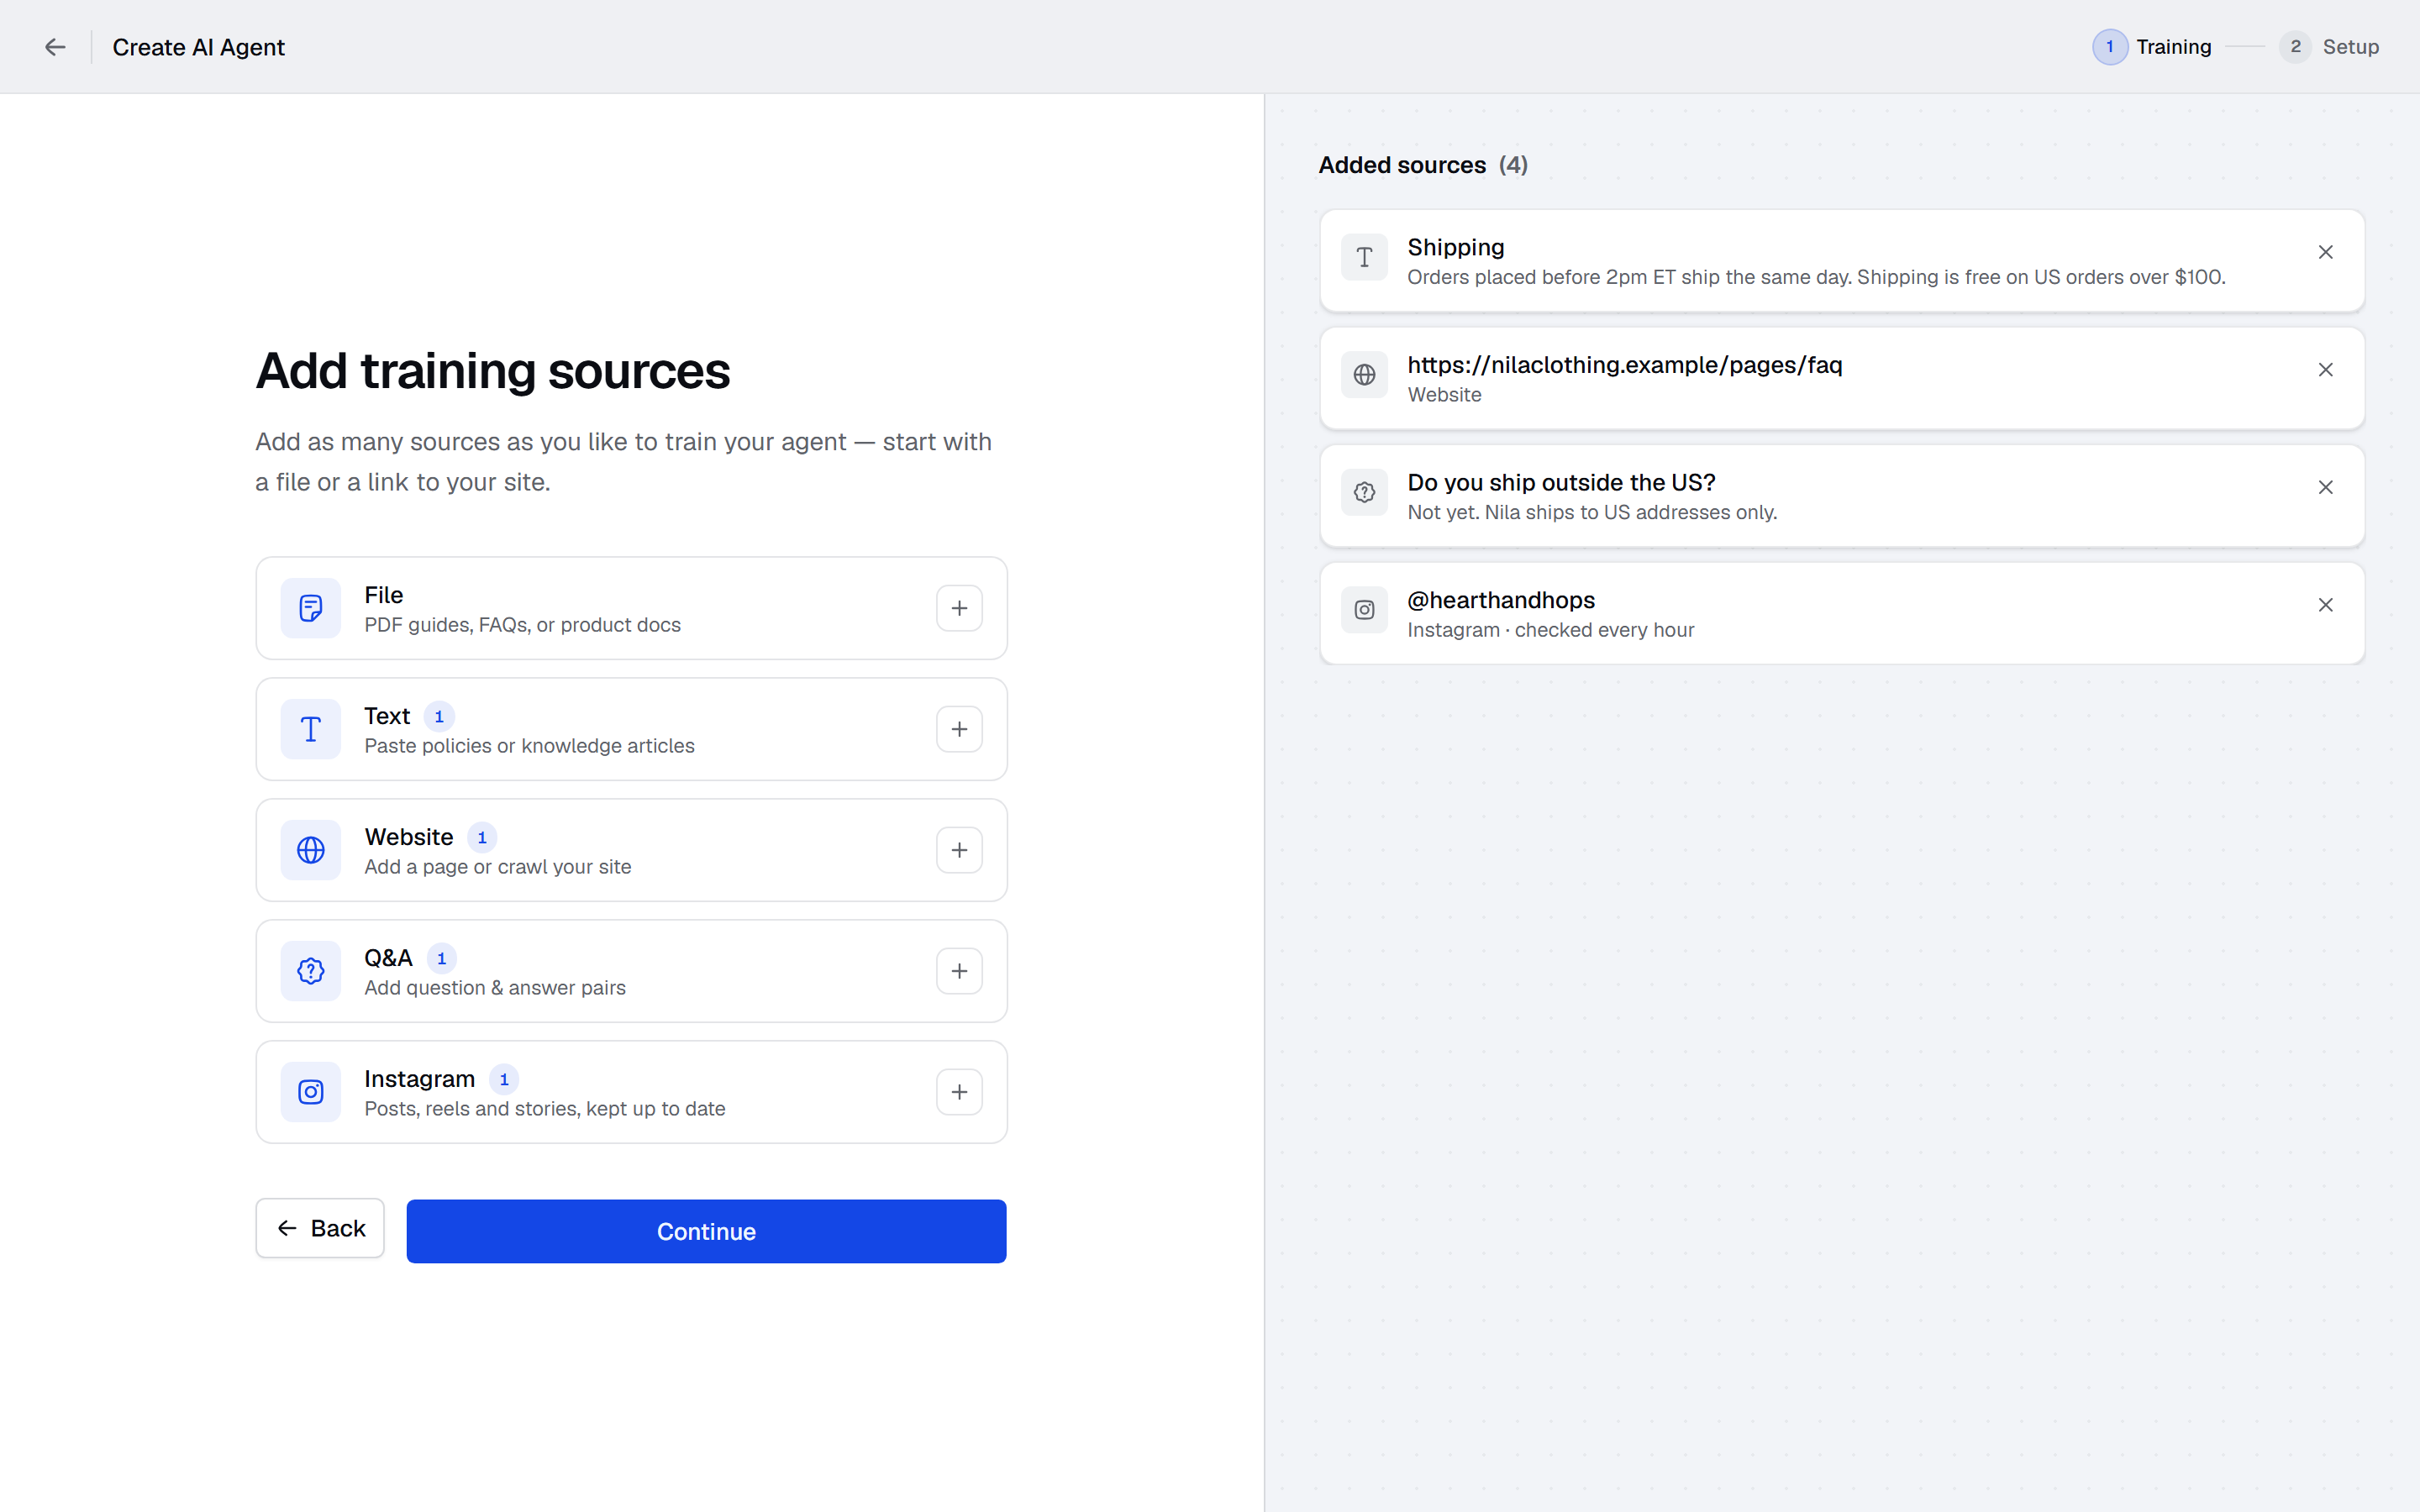 Create AI Agent
1 Training
2 Setup
Add training sources
Add as many sources as you like to train your agent — start with
a file or a link to your site.
File
PDF guides, FAQs, or product docs
Text 1
Paste policies or knowledge articles
Website 1
Add a page or crawl your site
Q&A 1
Add question & answer pairs
Instagram 1
Posts, reels and stories, kept up to date
Back
Continue
Added sources (4)
Shipping
Orders placed before 2pm ET ship the same day. Shipping is free on US orders over $100.
https://nilaclothing.example/pages/faq
Website
Do you ship outside the US?
Not yet. Nila ships to US addresses only.
@hearthandhops
Instagram · checked every hour